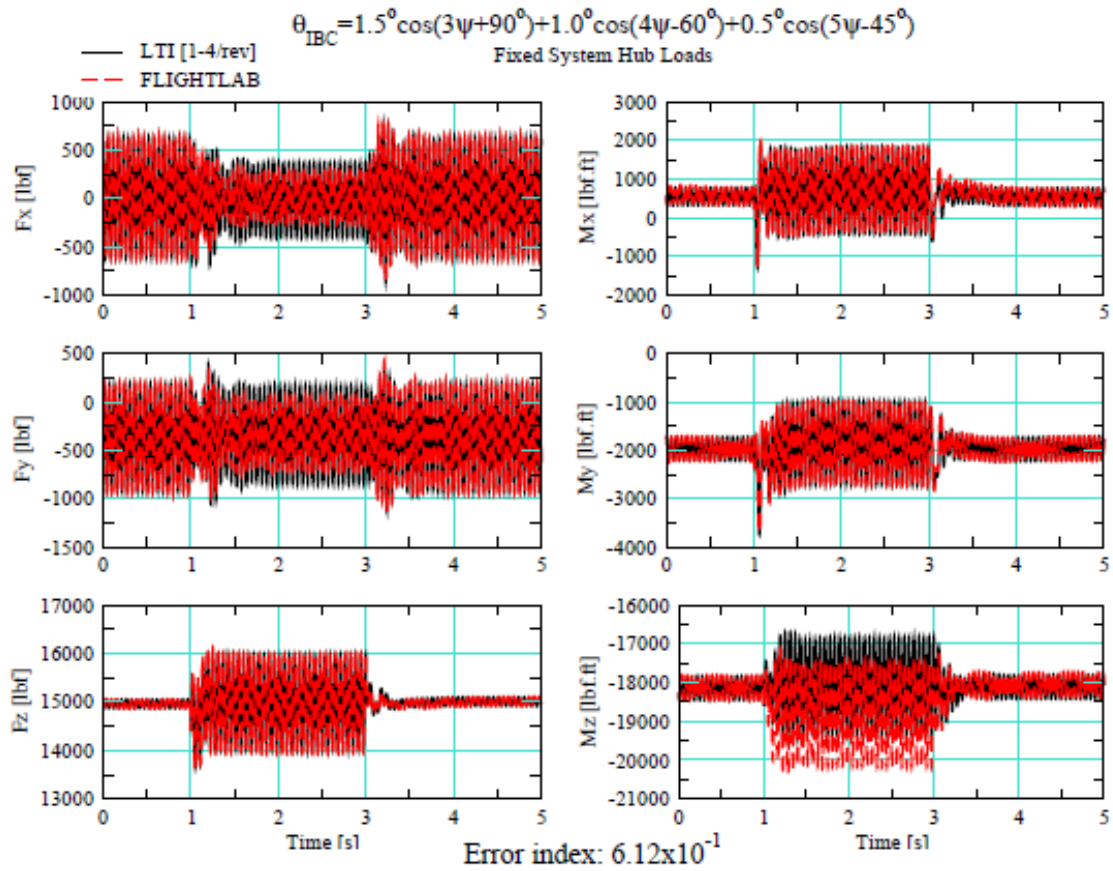 θIBC=1.5°cos(3ψ+90°)+1.0°cos(4ψ-60°)+0.5°cos(5ψ-45°)
LTI [1-4/rev]
Fixed System Hub Loads
FLIGHTLAB
1000
500
0
-500
-1000
Fx [lbf]
0 1 2 3 4 5
3000
2000
1000
0
-1000
-2000
Mx [lbf.ft]
0 1 2 3 4 5
500
0
-500
-1000
-1500
Fy [lbf]
0 1 2 3 4 5
0
-1000
-2000
-3000
-4000
My [lbf.ft]
0 1 2 3 4 5
17000
16000
15000
14000
13000
Fz [lbf]
0 1 2 3 4 5
Time [s]
-16000
-17000
-18000
-19000
-20000
-21000
Mz [lbf.ft]
0 1 2 3 4 5
Time [s]
Error index: 6.12x10-1